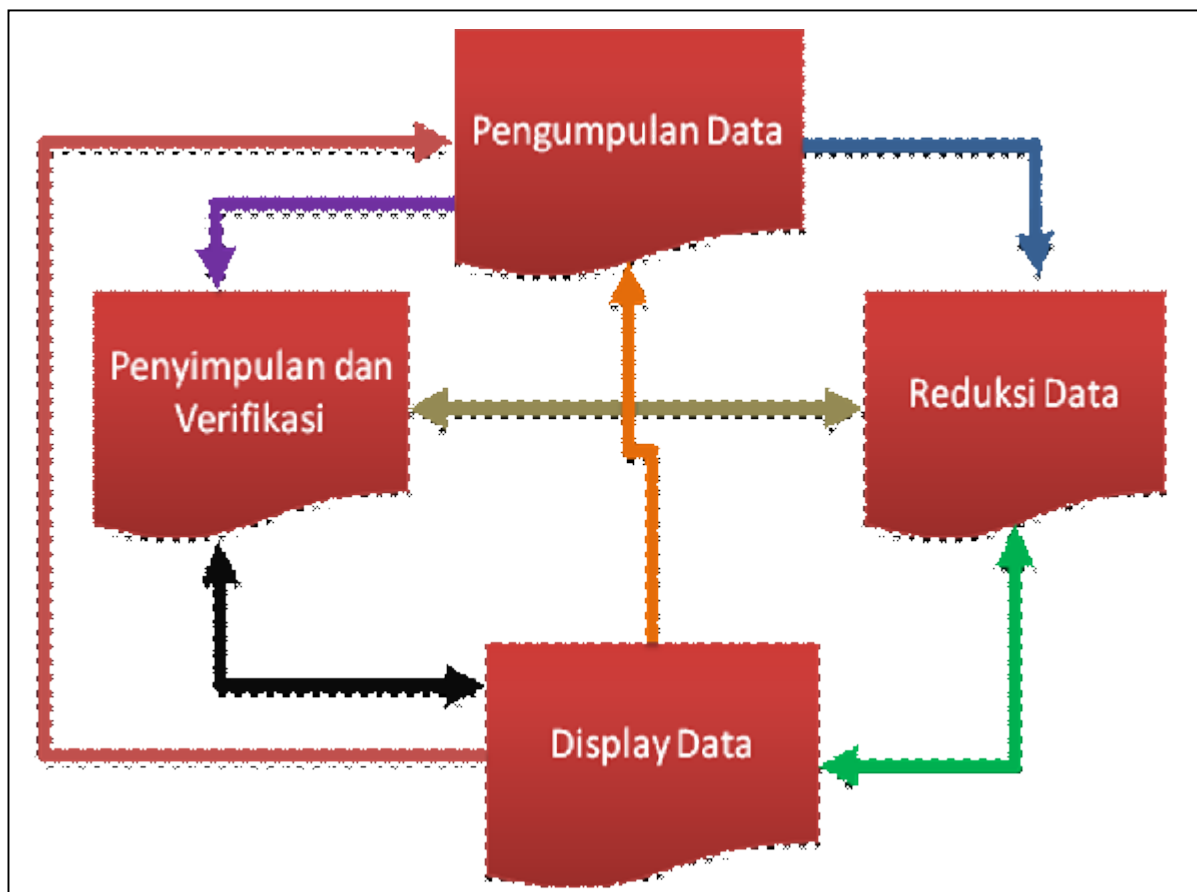 Pengumpulan Data
Penyimpulan dan
Verifikasi
Reduksi Data
Display Data